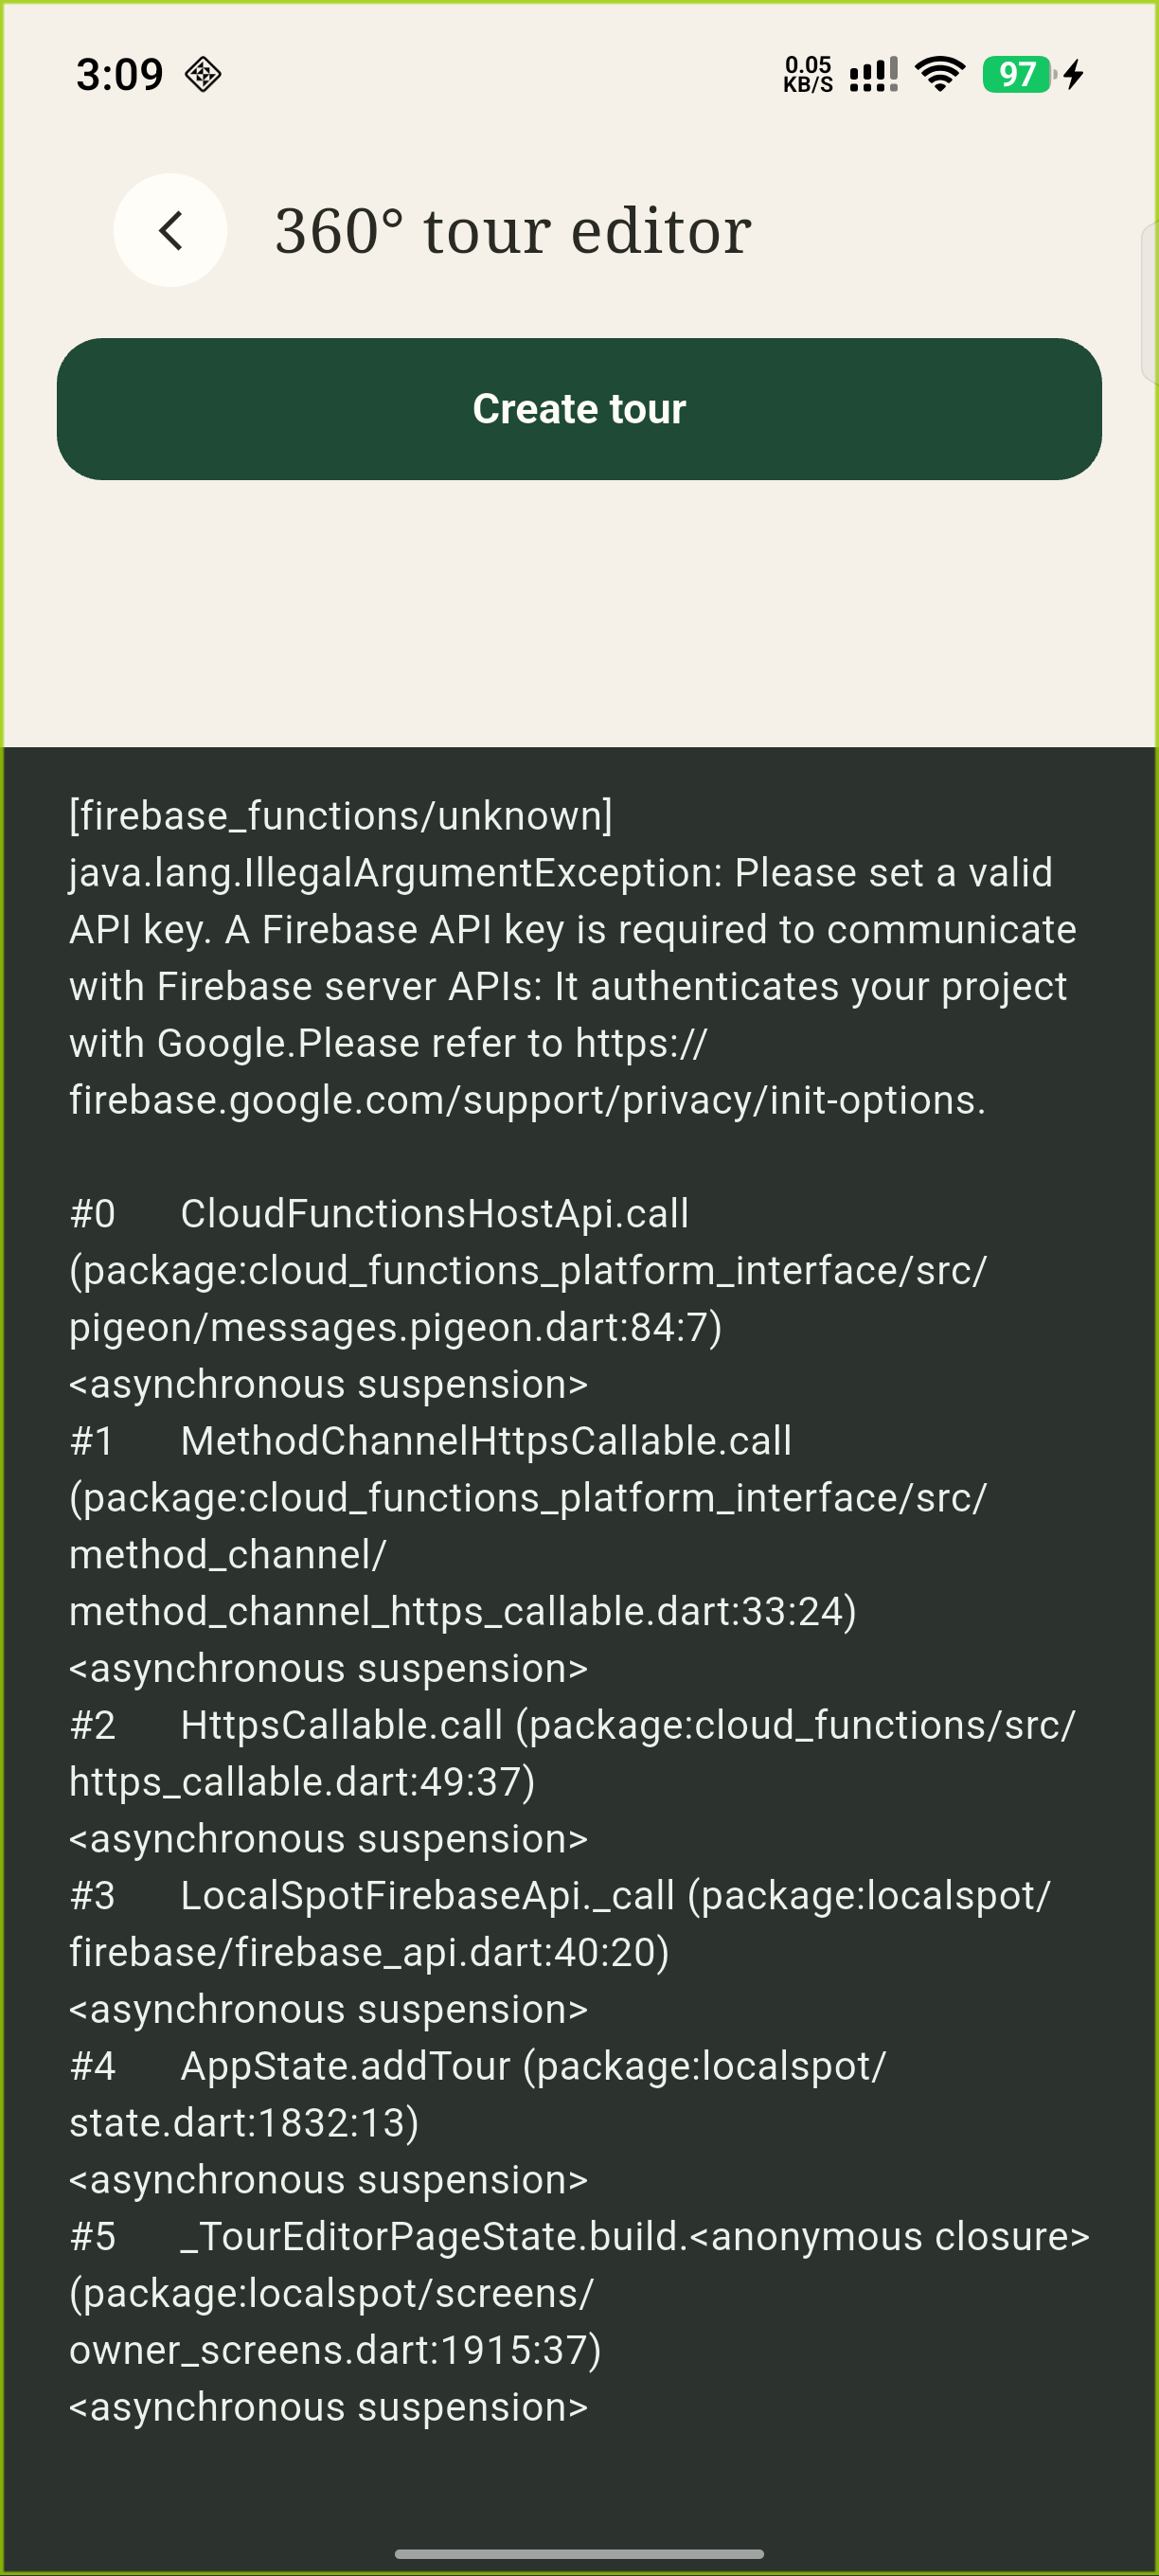 3:09
0.05
KB/S
97
360° tour editor
Create tour
[firebase_functions/unknown]
java.lang.IllegalArgumentException: Please set a valid
API key. A Firebase API key is required to communicate
with Firebase server APIs: It authenticates your project
with Google.Please refer to https://
firebase.google.com/support/privacy/init-options.
#0 CloudFunctionsHostApi.call
(package:cloud_functions_platform_interface/src/
pigeon/messages.pigeon.dart:84:7)
<asynchronous suspension>
#1 MethodChannelHttpsCallable.call
(package:cloud_functions_platform_interface/src/
method_channel/
method_channel_https_callable.dart:33:24)
<asynchronous suspension>
#2 HttpsCallable.call (package:cloud_functions/src/
https_callable.dart:49:37)
<asynchronous suspension>
#3 LocalSpotFirebaseApi._call (package:localspot/
firebase/firebase_api.dart:40:20)
<asynchronous suspension>
#4 AppState.addTour (package:localspot/
state.dart:1832:13)
<asynchronous suspension>
#5 _TourEditorPageState.build.<anonymous closure>
(package:localspot/screens/
owner_screens.dart:1915:37)
<asynchronous suspension>